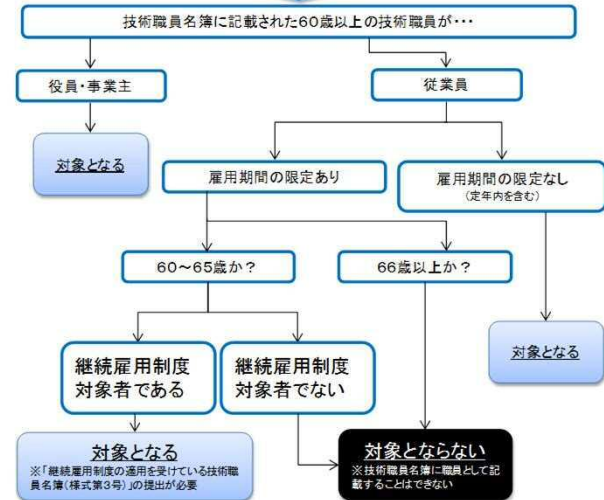 技術職員名簿に記載された60歳以上の技術職員が・・・
役員・事業主
従業員
対象となる
雇用期間の限定あり
雇用期間の限定なし
(定年内を含む)
60～65歳か？
66歳以上か？
対象となる
継続雇用制度
対象者である
継続雇用制度
対象者でない
対象となる
※「継続雇用制度の適用を受けている技術職
員名簿(様式第3号)」の提出が必要
対象とならない
※技術職員名簿に職員として記
載することはできない